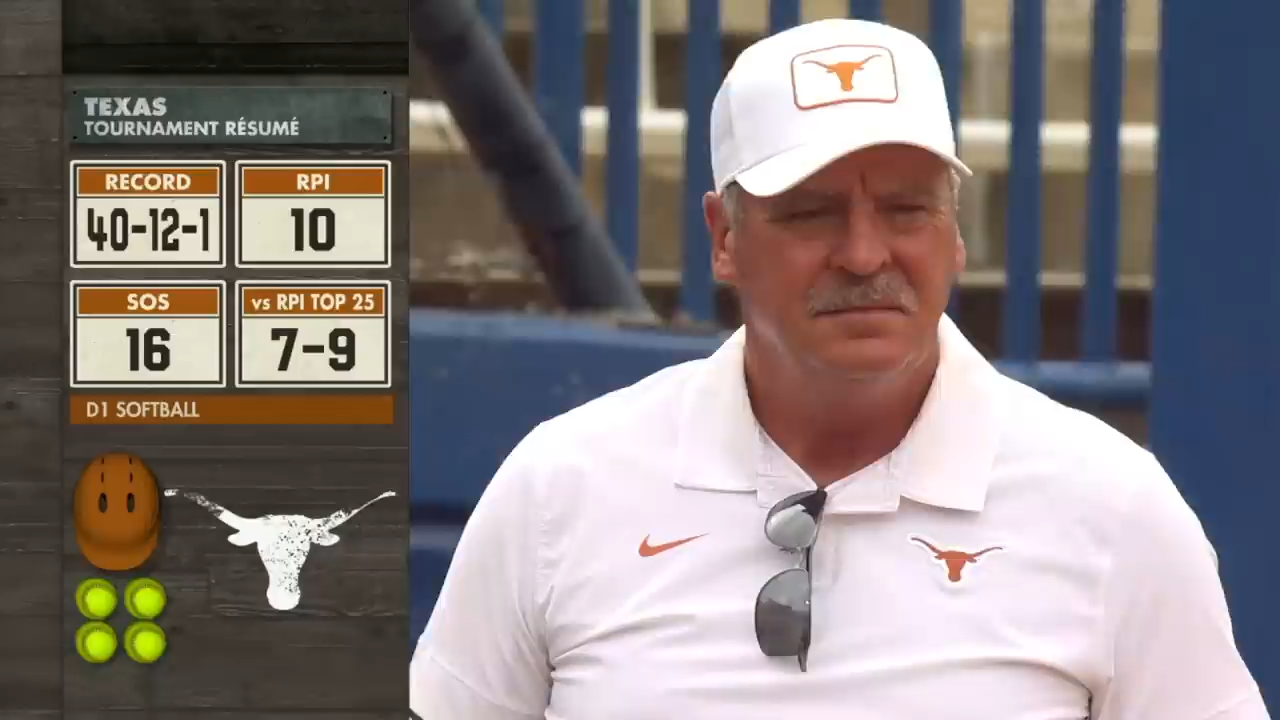 TEXAS
TOURNAMENT RÉSUMÉ
RECORD
40-12-1
RPI
10
SOS
16
vs RPI TOP 25
7-9
D1 SOFTBALL